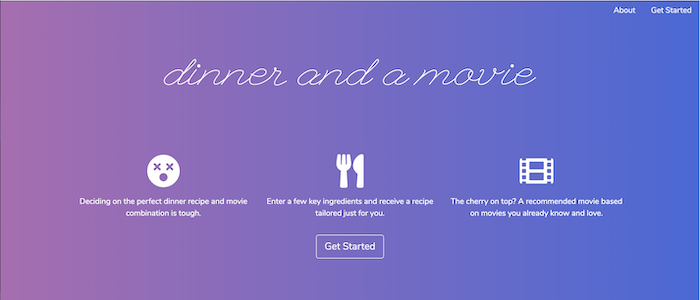 About Get Started
dinner and a movie
Deciding on the perfect dinner recipe and movie
combination is tough.
Enter a few key ingredients and receive a recipe
tailored just for you.
The cherry on top? A recommended movie based
on movies you already know and love.
Get Started